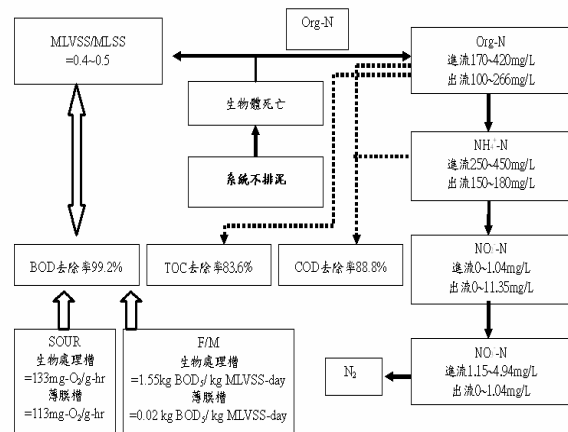 Org-N
MLVSS/MLSS
=0.4~0.5
Org-N
進流170~420mg/L
出流100~266mg/L
生物體死亡
系統不排泥
NH₄⁺-N
進流250~450mg/L
出流150~180mg/L
BOD去除率99.2%
TOC去除率83.6%
COD去除率88.8%
NO -N
進流0~1.04mg/L
出流0~11.35mg/L
SOUR
生物處理槽
=133mg-O₂/g-hr
薄膜槽
=113mg-O₂/g-hr
F/M
生物處理槽
=1.55kg BOD₅/ kg MLVSS-day
薄膜槽
=0.02 kg BOD₅/ kg MLVSS-day
N₂
NO -N
進流1.15~4.94mg/L
出流0~1.04mg/L